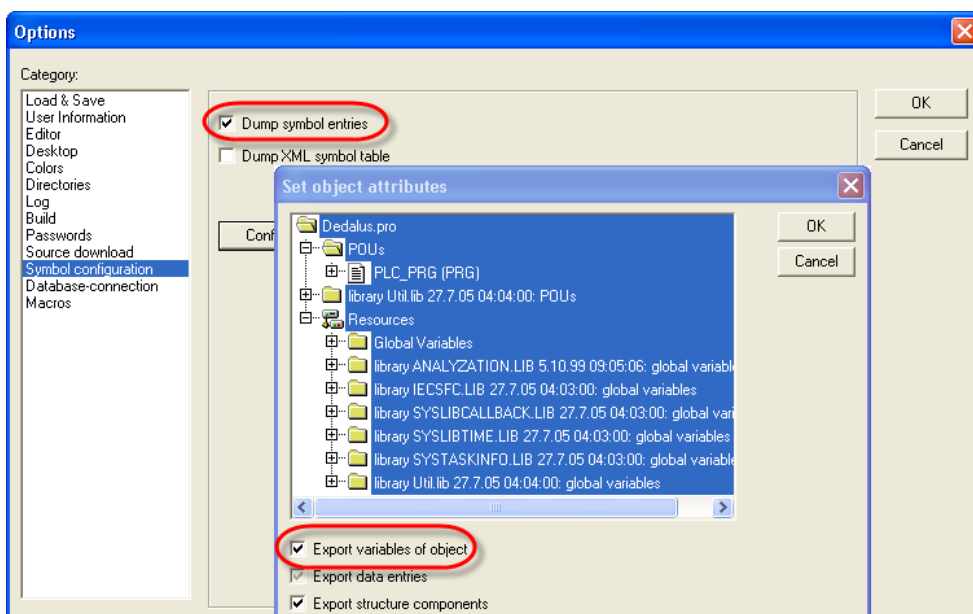 Options
Category:
Load & Save
User Information
Editor
Desktop
Colors
Directories
Log
Build
Passwords
Source download
Symbol configuration
Database-connection
Macros
Dump symbol entries
Dump XML symbol table
Conf
OK
Cancel
Set object attributes
Dedalus.pro
POUs
PLC_PRG (PRG)
library Util.lib 27.7.05 04:04:00: POUs
Resources
Global Variables
library ANALYZATION.LIB 5.10.99 09:05:06: global variabl
library IECSFC.LIB 27.7.05 04:03:00: global variables
library SYSLIBCALLBACK.LIB 27.7.05 04:03:00: global vari
library SYSLIBTIME.LIB 27.7.05 04:03:00: global variables
library SYSTASKINFO.LIB 27.7.05 04:03:00: global variable
library Util.lib 27.7.05 04:04:00: global variables
OK
Cancel
Export variables of object
Export data entries
Export structure components